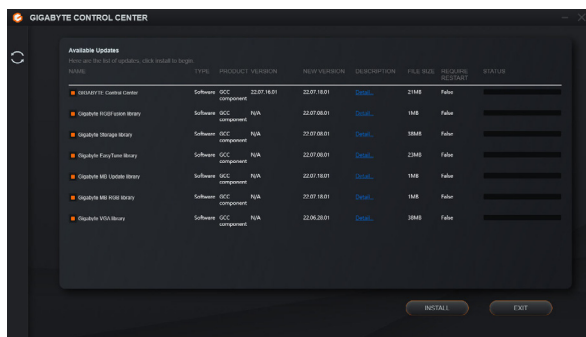 GIGABYTE CONTROL CENTER
Available Updates
Here are the list of updates, click install to begin
NAME TYPE PRODUCT VERSION NEW VERSION DESCRIPTION FILE SIZE REQUIRE RESTART STATUS
GIGABYTE Control Center Software GCC component 22.07.16.01 22.07.18.01 Detail... 21MB False
Gigabyte RGBFusion library Software GCC component N/A 22.07.08.01 Detail... 1MB False
Gigabyte Storage library Software GCC component N/A 22.07.08.01 Detail... 38MB False
Gigabyte EasyTune library Software GCC component N/A 22.07.08.01 Detail... 23MB False
Gigabyte MB Update library Software GCC component N/A 22.07.18.01 Detail... 1MB False
Gigabyte MB RGB library Software GCC component N/A 22.07.18.01 Detail... 1MB False
Gigabyte VGA library Software GCC component N/A 22.06.28.01 Detail... 38MB False
INSTALL EXIT